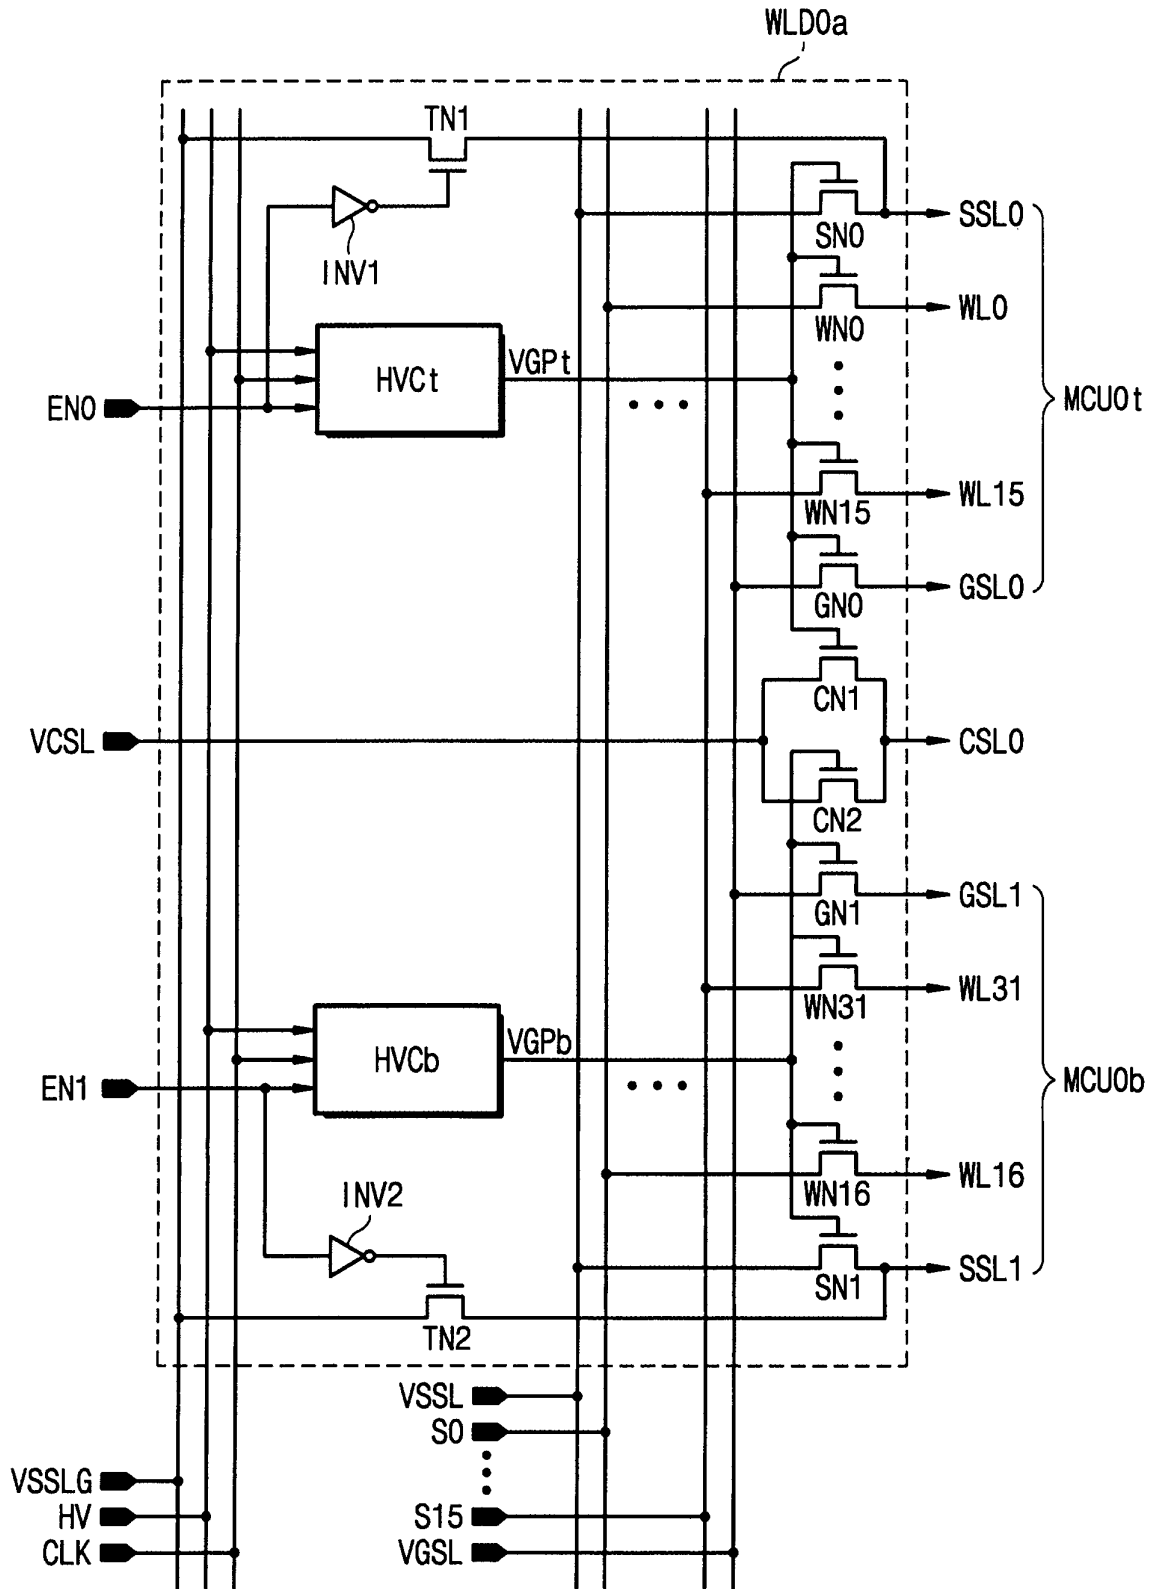 WLD0a
TN1
SSL0
SN0
INV1
WL0
WN0
HVCt
VGPt
EN0
MCU0t
WL15
WN15
GSL0
GN0
CN1
VCSL
CSL0
CN2
GSL1
GN1
WL31
WN31
HVCb
VGPb
EN1
MCU0b
WL16
WN16
INV2
SSL1
SN1
TN2
VSSL
S0
VSSLG
HV
S15
CLK
VGSL